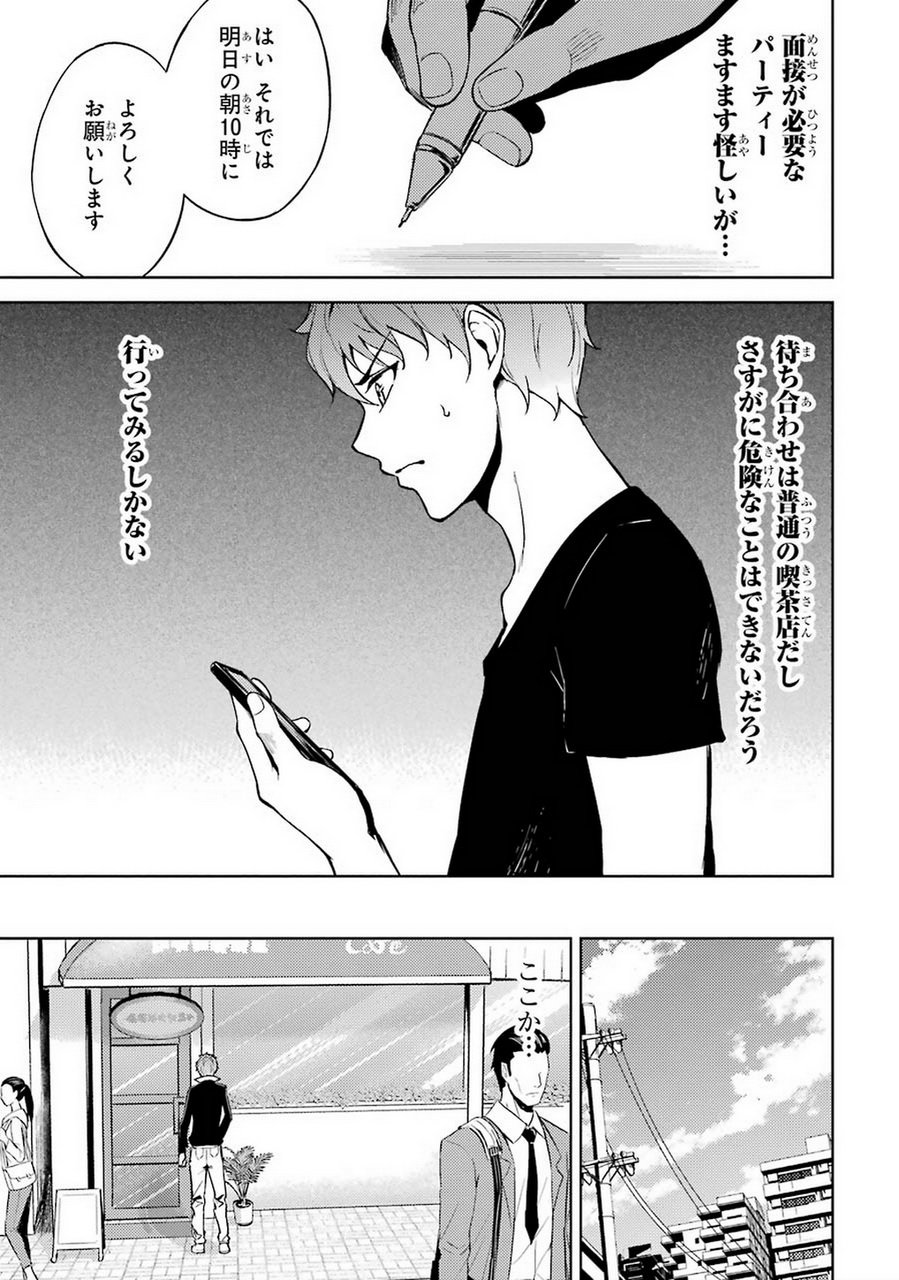 面接が必要な
パーティー
ますます怪しいが…
はい それでは
明日の朝10時に
よろしく
お願いします
待ち合わせは普通の喫茶店だし
さすがに危険なことはできないだろう
行ってみるしかない
ここか…